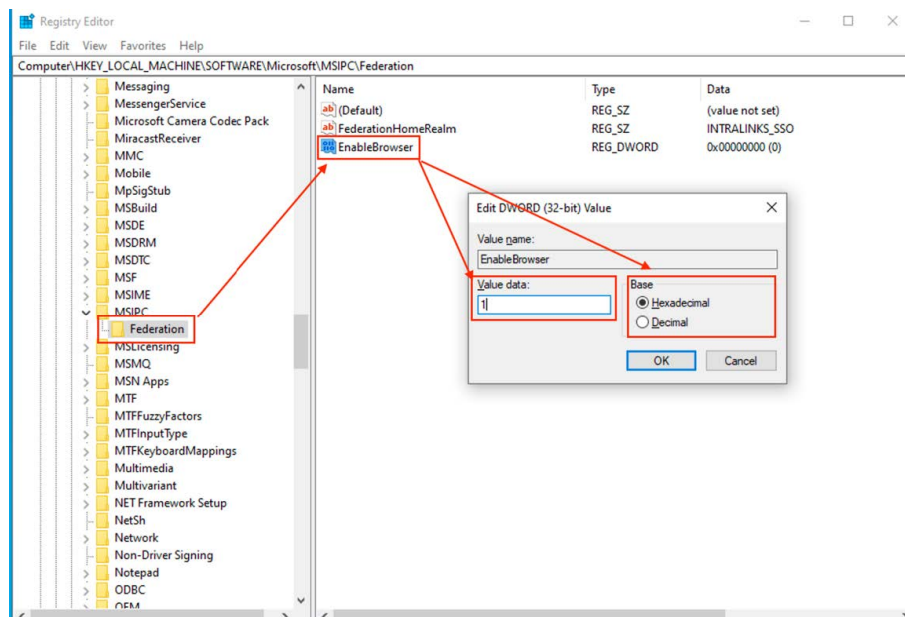 Registry Editor
File Edit View Favorites Help
Computer\HKEY_LOCAL_MACHINE\SOFTWARE\Microsoft\MSIPC\Federation
Messaging
MessengerService
Microsoft Camera Codec Pack
MiracastReceiver
MMC
Mobile
MpSigStub
MSBuild
MSDE
MSDRM
MSDTC
MSF
MSIME
MSIPC
Federation
MSLicensing
MSMQ
MSN Apps
MTF
MTFFuzzyFactors
MTFInputType
MTFKeyboardMappings
Multimedia
Multivariant
NET Framework Setup
NetSh
Network
Non-Driver Signing
Notepad
ODBC
OEM
Name Type Data
(Default) REG_SZ (value not set)
FederationHomeRealm REG_SZ INTRALINKS_SSO
EnableBrowser REG_DWORD 0x00000000 (0)
Edit DWORD (32-bit) Value
Value name:
EnableBrowser
Value data:
1
Base
Hexadecimal
Decimal
OK Cancel